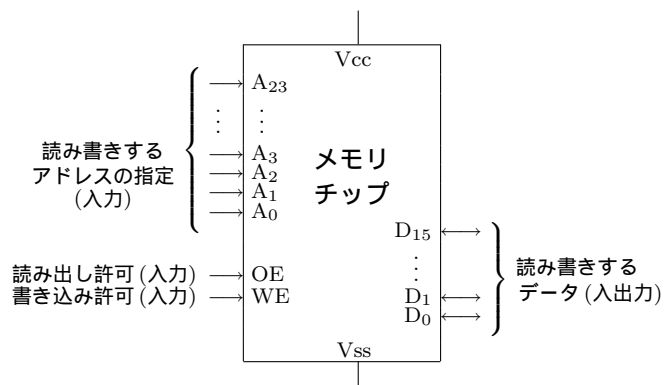 Vcc
A23
A3
A2
A1
A0
読み書きする
アドレスの指定
(入力)
メモリ
チップ
D15
D1
D0
読み書きする
データ(入出力)
読み出し許可(入力)
OE
書き込み許可(入力)
WE
Vss